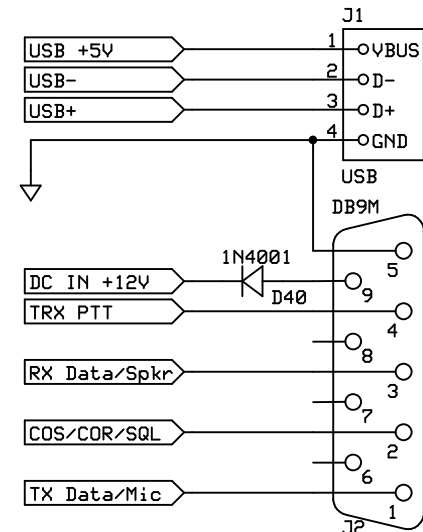 J1
USB +5V 1 VBUS
USB- 2 D-
USB+ 3 D+
4 GND
USB
DB9M
5
1N4001
DC IN +12V D40 9
TRX PTT 4
8
RX Data/Spkr 3
7
COS/COR/SQL 2
6
TX Data/Mic 1
J2